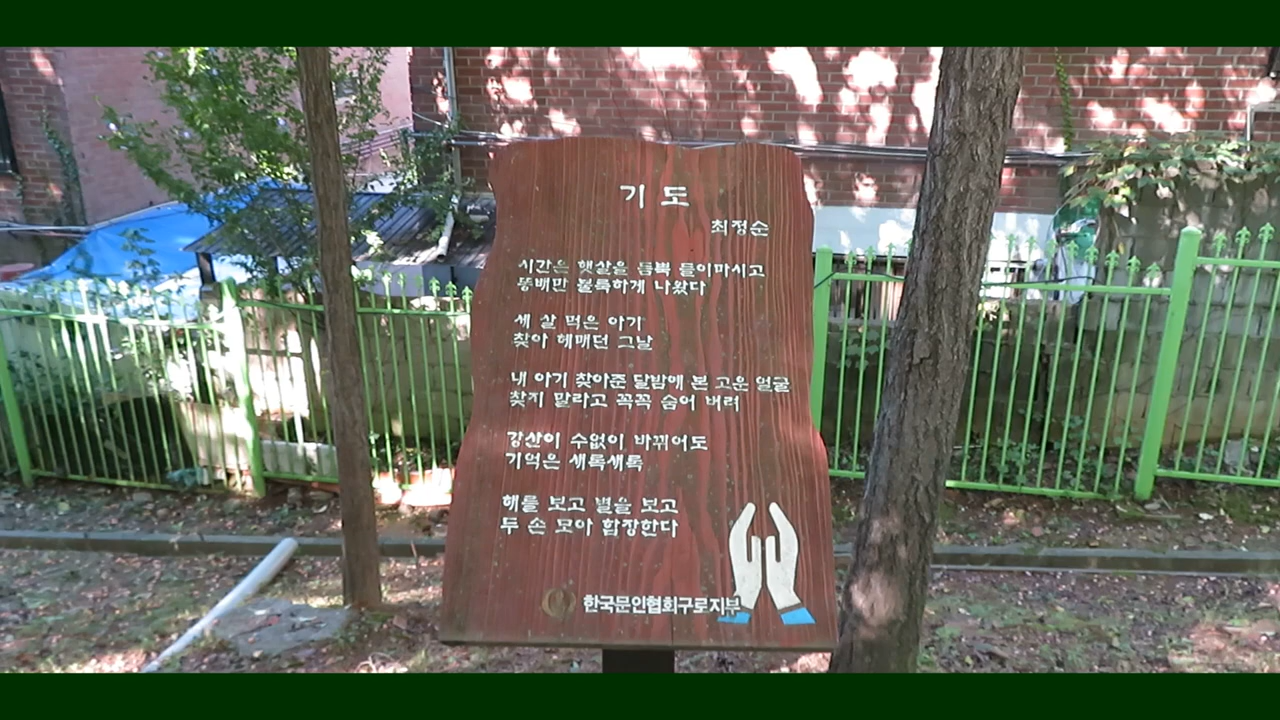 기도
최정순
시간은 햇살을 듬뿍 들이마시고
똥배만 볼록하게 나왔다
세 살 먹은 아기
찾아 헤매던 그날
내 아기 찾아준 달밤에 본 고운 얼굴
찾지 말라고 꼭꼭 숨어 버려
강산이 수없이 바뀌어도
기억은 새록새록
해를 보고 별을 보고
두 손 모아 합장한다
한국문인협회구로지부